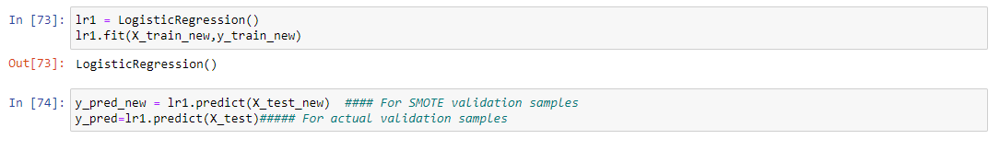 In [73]: lr1 = LogisticRegression()
lr1.fit(X_train_new,y_train_new)
Out[73]: LogisticRegression()
In [74]: y_pred_new = lr1.predict(X_test_new)  #### For SMOTE validation samples
y_pred=lr1.predict(X_test)##### For actual validation samples